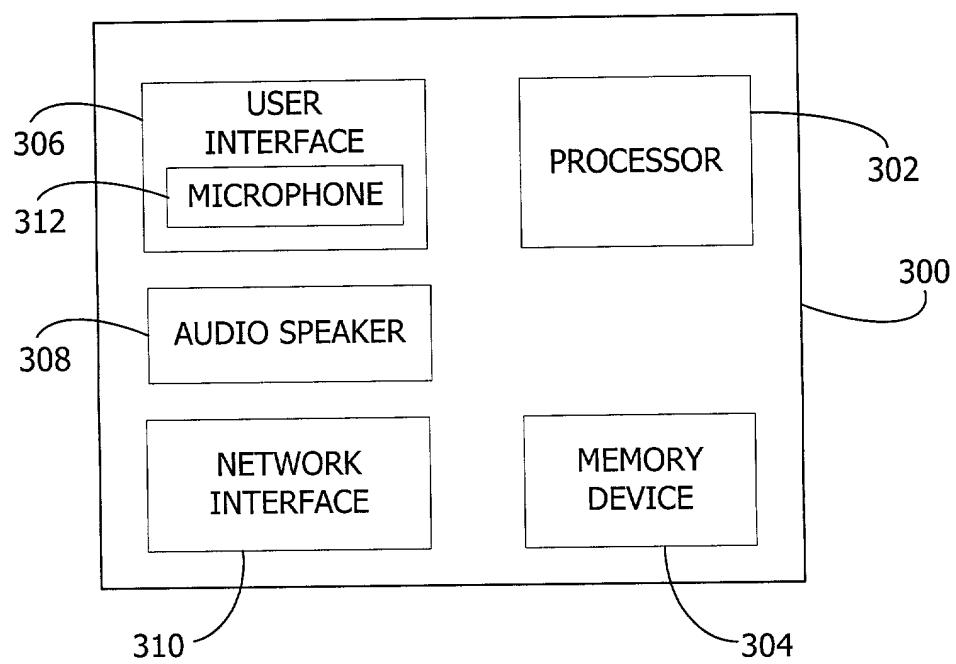 USER
INTERFACE
306
MICROPHONE
312
PROCESSOR
302
300
AUDIO SPEAKER
308
NETWORK
INTERFACE
310
MEMORY
DEVICE
304